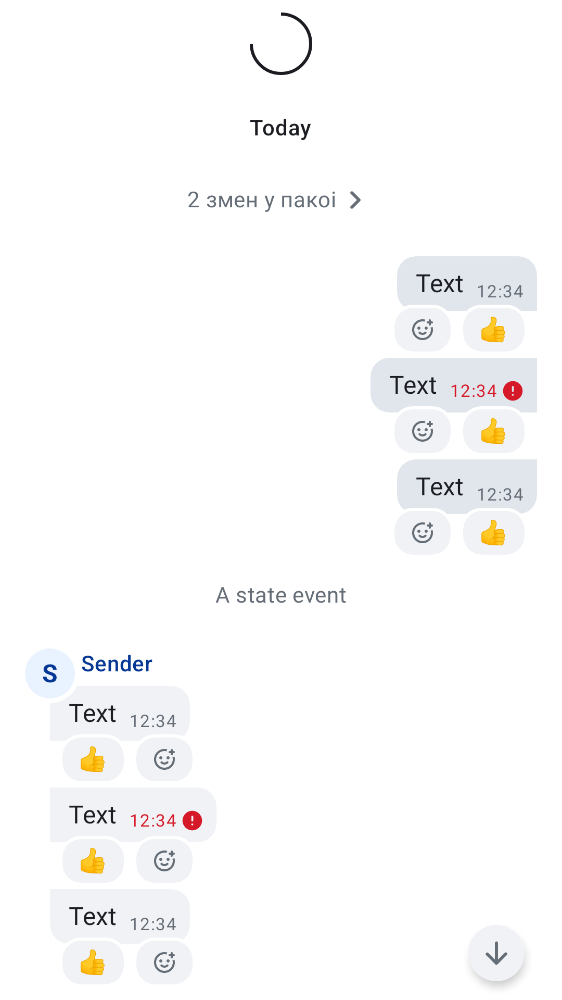 Today
2 змен у пакоі
Text 12:34
👍
Text 12:34
👍
Text 12:34
👍
A state event
S Sender
Text 12:34
👍
Text 12:34
👍
Text 12:34
👍